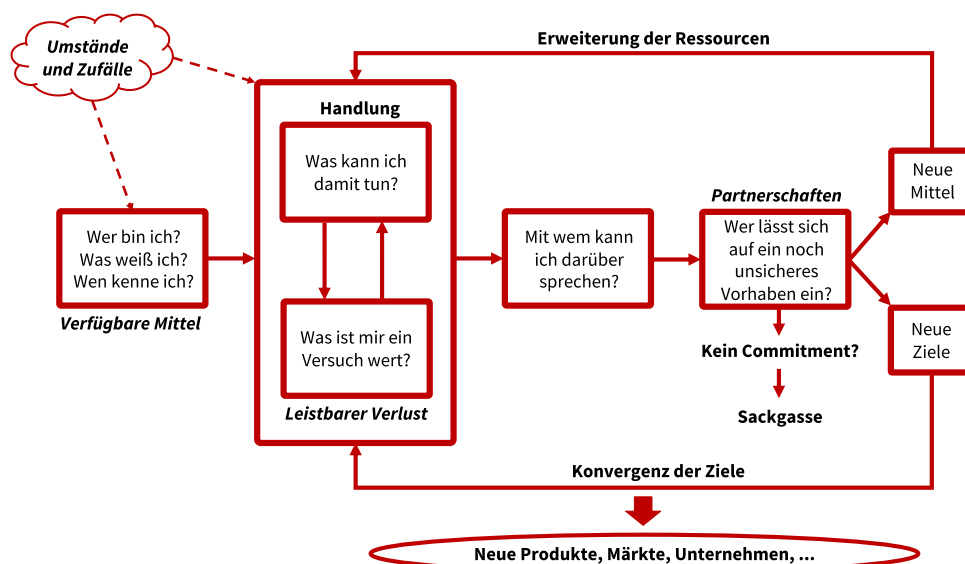 Umstände
und Zufälle
Erweiterung der Ressourcen
Handlung
Was kann ich
damit tun?
Wer bin ich?
Was weiß ich?
Wen kenne ich?
Verfügbare Mittel
Was ist mir ein
Versuch wert?
Leistbarer Verlust
Mit wem kann
ich darüber
sprechen?
Partnerschaften
Wer lässt sich
auf ein noch
unsicheres
Vorhaben ein?
Kein Commitment?
Sackgasse
Neue
Mittel
Neue
Ziele
Konvergenz der Ziele
Neue Produkte, Märkte, Unternehmen, ...